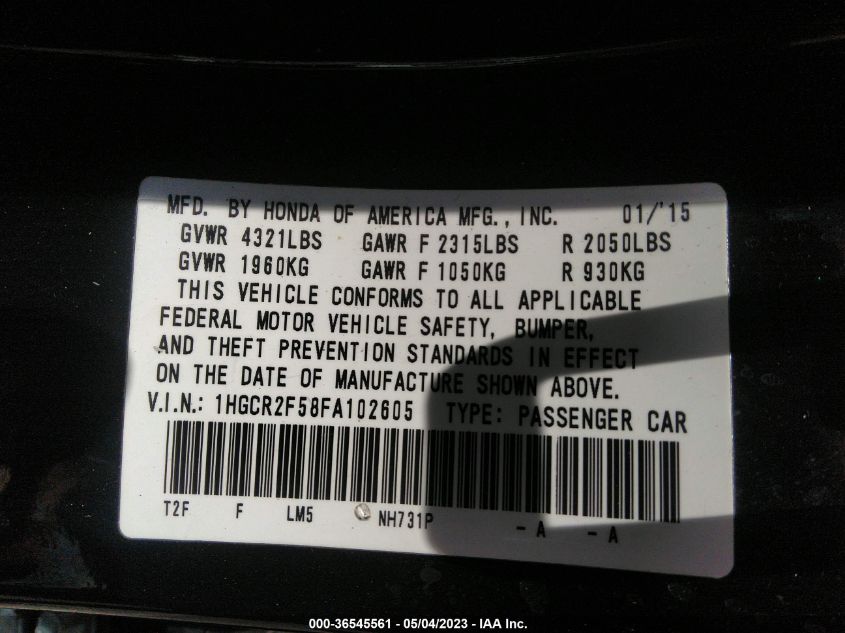 MFD. BY HONDA OF AMERICA MFG., INC. 01/'15
GVWR 4321LBS GAWR F 2315LBS R 2050LBS
GVWR 1960KG GAWR F 1050KG R 930KG
THIS VEHICLE CONFORMS TO ALL APPLICABLE
FEDERAL MOTOR VEHICLE SAFETY, BUMPER,
AND THEFT PREVENTION STANDARDS IN EFFECT
ON THE DATE OF MANUFACTURE SHOWN ABOVE.
V.I.N.: 1HGCR2F58FA102605 TYPE: PASSENGER CAR
T2F F LM5 NH731P - A - A
000-36545561 - 05/04/2023 - IAA Inc.